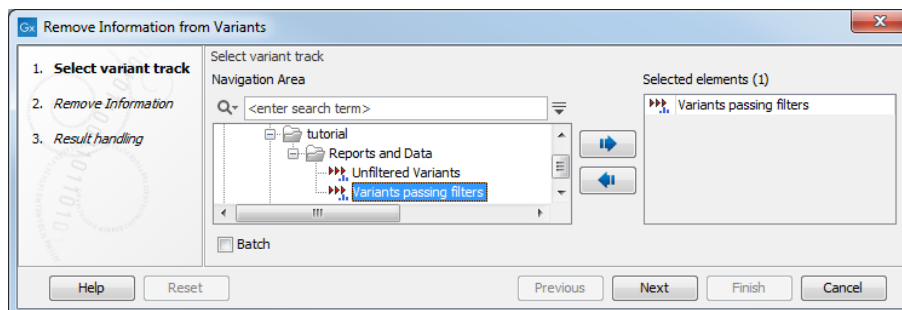 Gx Remove Information from Variants
1. Select variant track
2. Remove Information
3. Result handling
Select variant track
Navigation Area
<enter search term>
tutorial
Reports and Data
Unfiltered Variants
Variants passing filters
Batch
Selected elements (1)
Variants passing filters
Help Reset Previous Next Finish Cancel